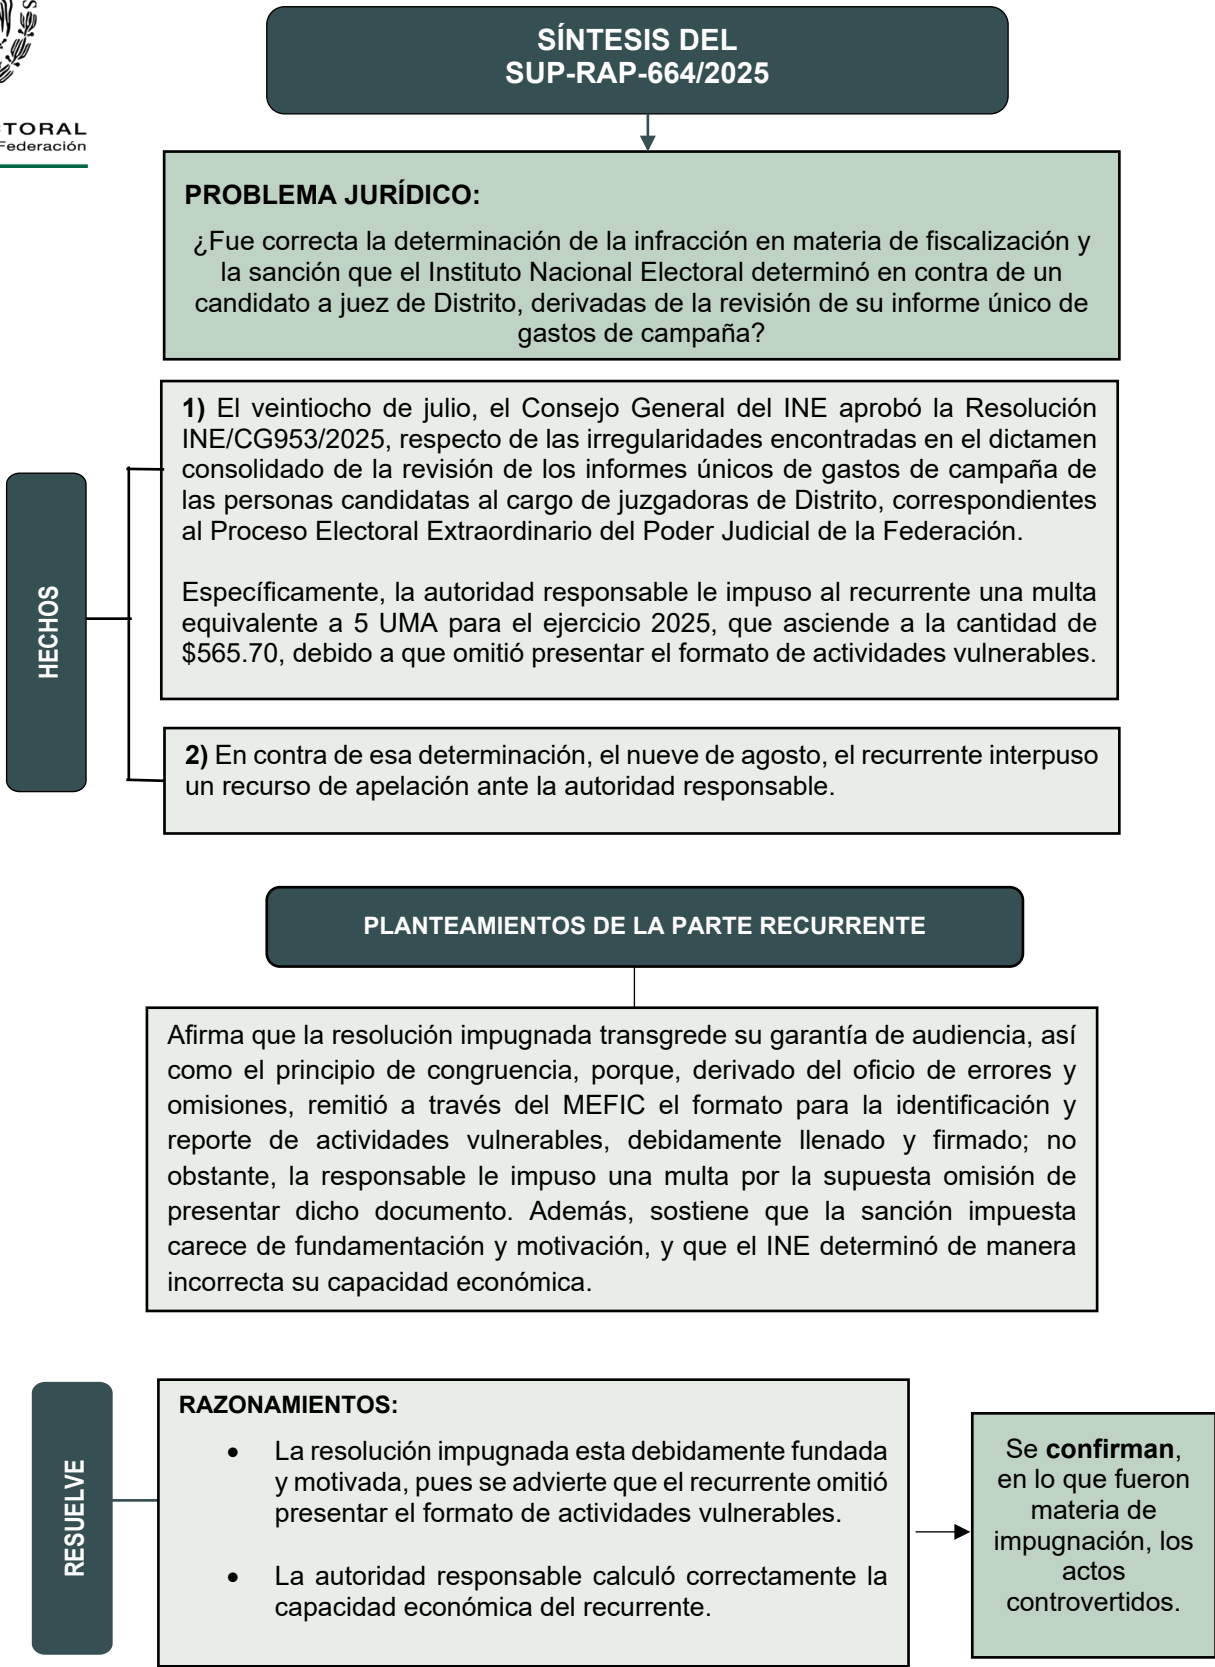 SÍNTESIS DEL
SUP-RAP-664/2025
TORAL
Federación
PROBLEMA JURÍDICO:
¿Fue correcta la determinación de la infracción en materia de fiscalización y
la sanción que el Instituto Nacional Electoral determinó en contra de un
candidato a juez de Distrito, derivadas de la revisión de su informe único de
gastos de campaña?
HECHOS
1) El veintiocho de julio, el Consejo General del INE aprobó la Resolución
INE/CG953/2025, respecto de las irregularidades encontradas en el dictamen
consolidado de la revisión de los informes únicos de gastos de campaña de
las personas candidatas al cargo de juzgadoras de Distrito, correspondientes
al Proceso Electoral Extraordinario del Poder Judicial de la Federación.
Específicamente, la autoridad responsable le impuso al recurrente una multa
equivalente a 5 UMA para el ejercicio 2025, que asciende a la cantidad de
$565.70, debido a que omitió presentar el formato de actividades vulnerables.
2) En contra de esa determinación, el nueve de agosto, el recurrente interpuso
un recurso de apelación ante la autoridad responsable.
PLANTEAMIENTOS DE LA PARTE RECURRENTE
Afirma que la resolución impugnada transgrede su garantía de audiencia, así
como el principio de congruencia, porque, derivado del oficio de errores y
omisiones, remitió a través del MEFIC el formato para la identificación y
reporte de actividades vulnerables, debidamente llenado y firmado; no
obstante, la responsable le impuso una multa por la supuesta omisión de
presentar dicho documento. Además, sostiene que la sanción impuesta
carece de fundamentación y motivación, y que el INE determinó de manera
incorrecta su capacidad económica.
RESUELVE
RAZONAMIENTOS:
• La resolución impugnada esta debidamente fundada
y motivada, pues se advierte que el recurrente omitió
presentar el formato de actividades vulnerables.
• La autoridad responsable calculó correctamente la
capacidad económica del recurrente.
Se confirman,
en lo que fueron
materia de
impugnación, los
actos
controvertidos.